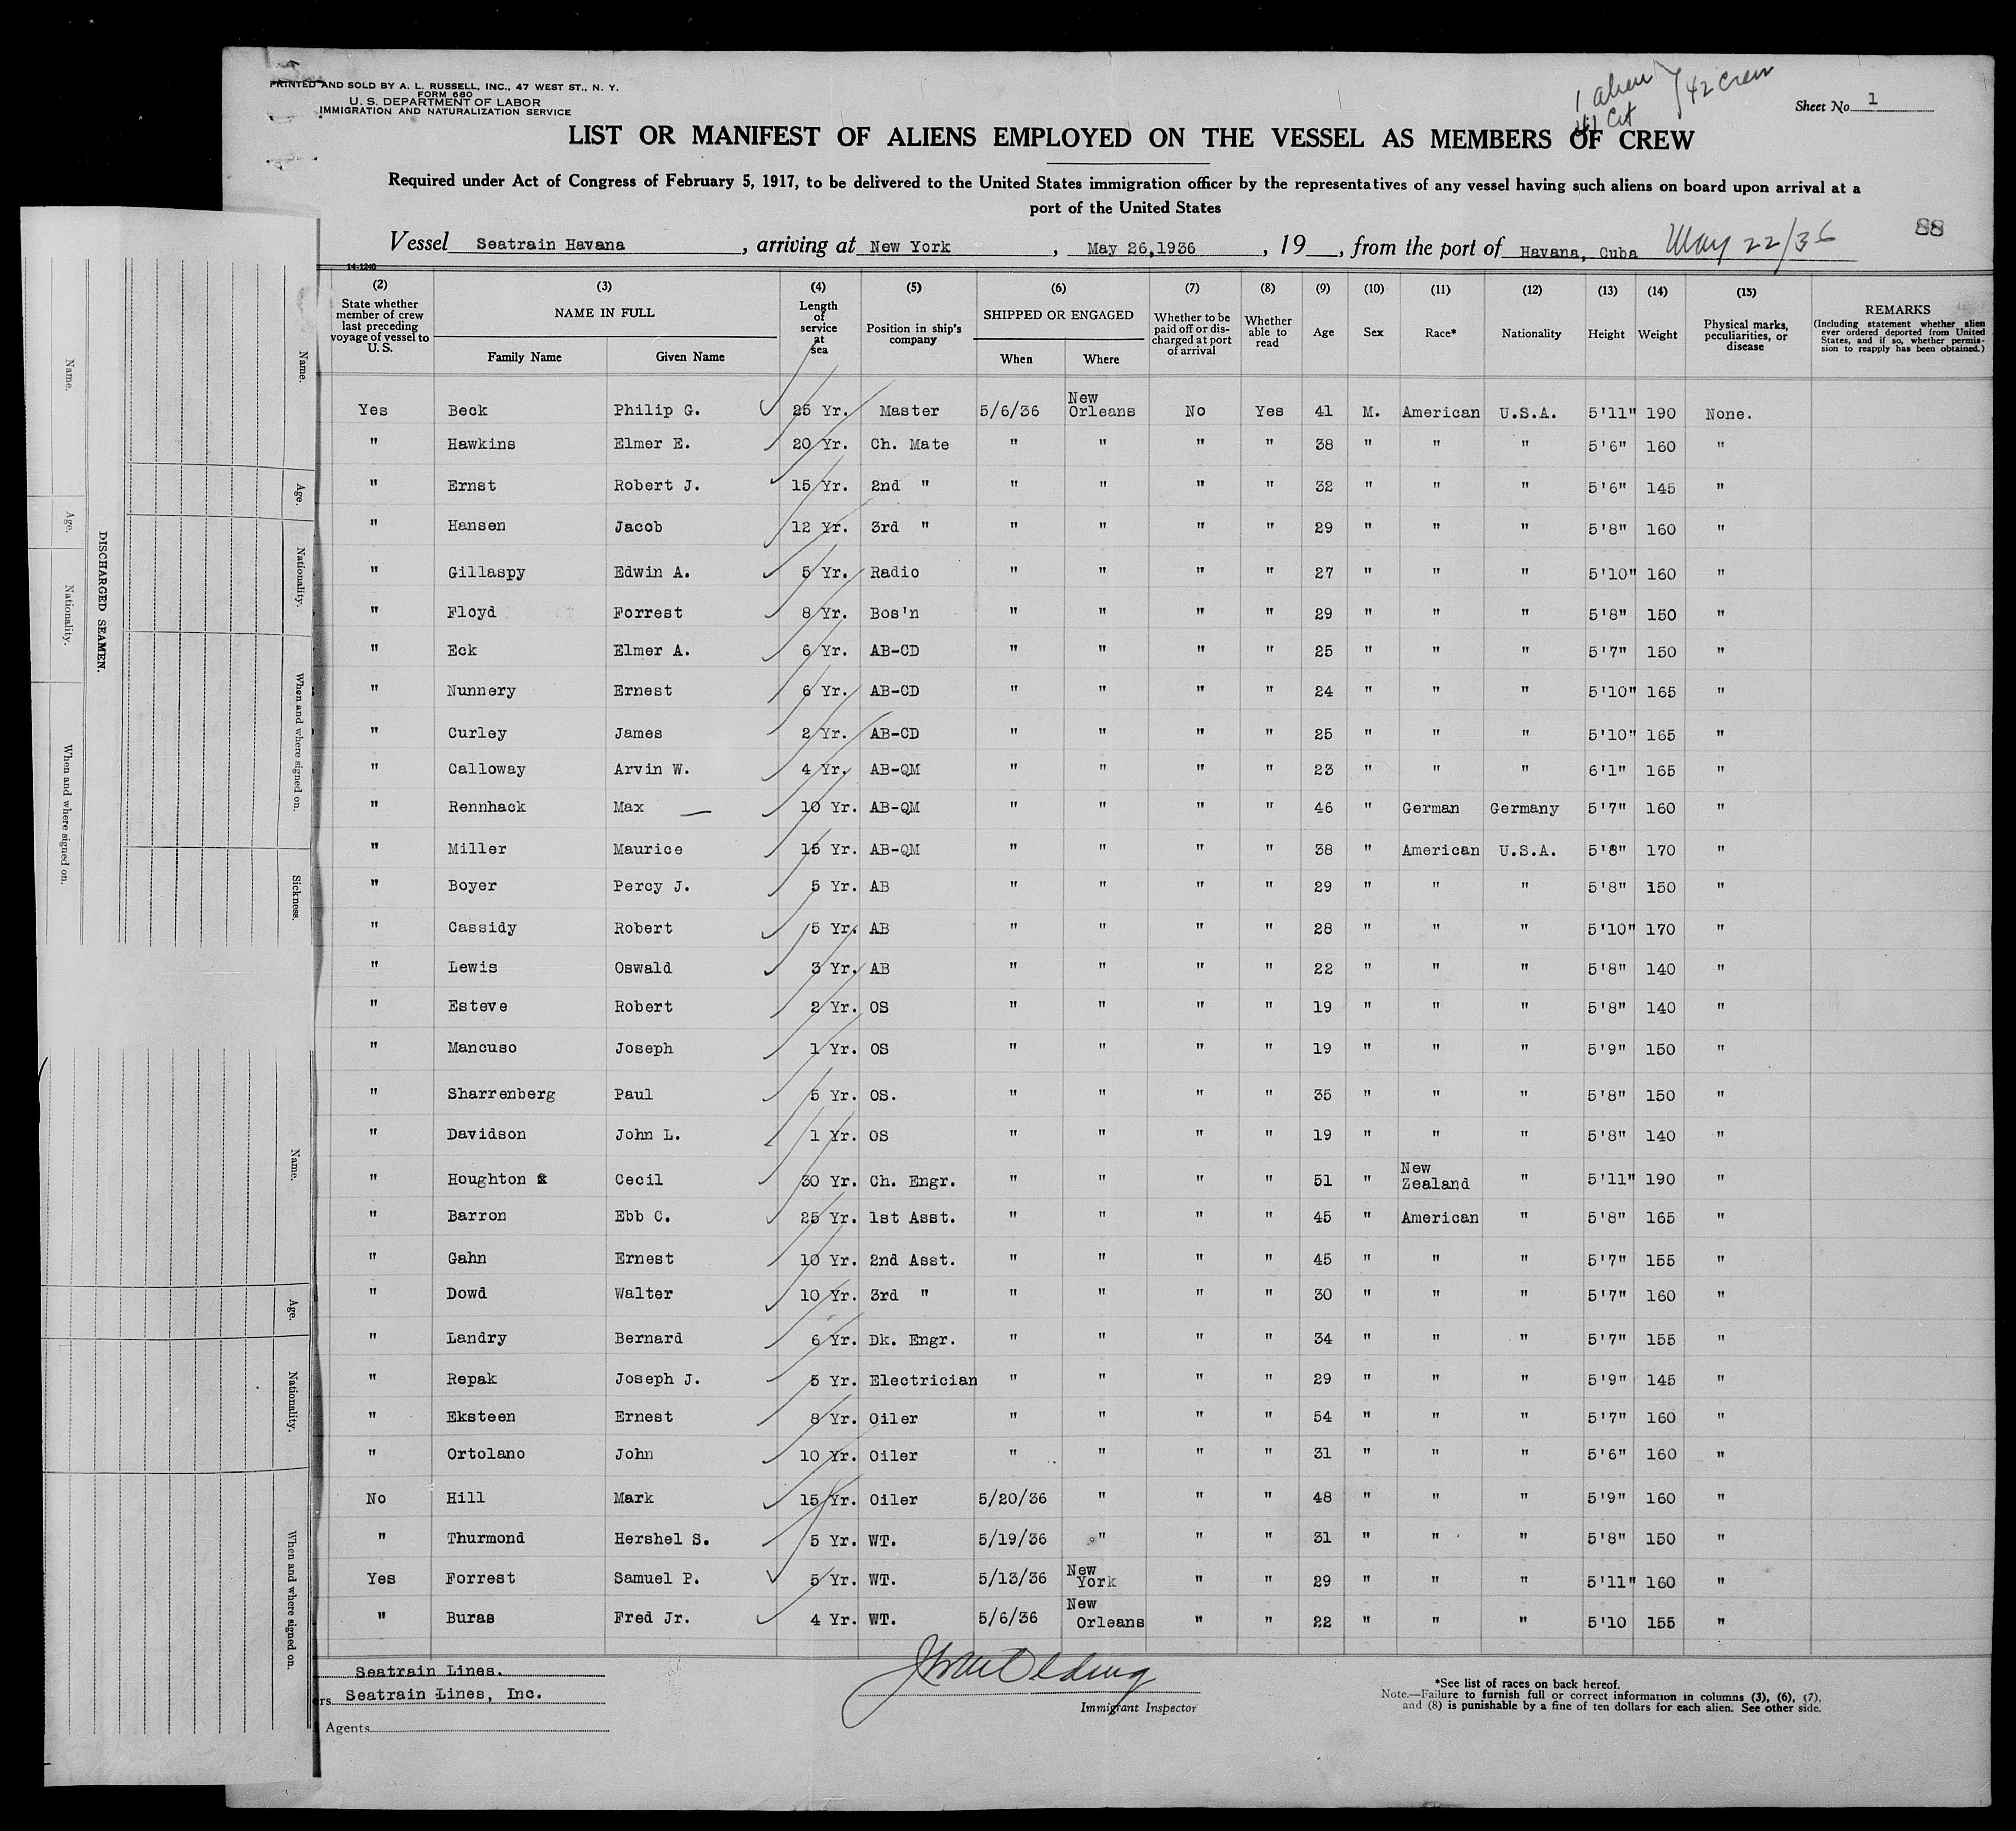 PRINTED AND SOLD BY A. L. RUSSELL, INC., 47 WEST ST., N. Y.
FORM 680
U. S. DEPARTMENT OF LABOR
IMMIGRATION AND NATURALIZATION SERVICE
1 alien
41 Cit
42 crew
Sheet No. 1
LIST OR MANIFEST OF ALIENS EMPLOYED ON THE VESSEL AS MEMBERS OF CREW
Required under Act of Congress of February 5, 1917, to be delivered to the United States immigration officer by the representatives of any vessel having such aliens on board upon arrival at a
port of the United States
88
Vessel Seatrain Havana, arriving at New York, May 26,1936, 19__, from the port of Havana, Cuba May 22/36
14-1240
(2) State whether member of crew last preceding voyage of vessel to U.S.
(3) NAME IN FULL
Family Name Given Name
(4) Length of service at sea
(5) Position in ship's company
(6) SHIPPED OR ENGAGED
When Where
(7) Whether to be paid off or discharged at port of arrival
(8) Whether able to read
(9) Age
(10) Sex
(11) Race*
(12) Nationality
(13) Height
(14) Weight
(15) Physical marks, peculiarities, or disease
REMARKS
(Including statement whether alien ever ordered deported from United States, and if so, whether permission to reapply has been obtained.)
Yes Beck Philip G. 25 Yr. Master 5/6/36 New Orleans No Yes 41 M. American U.S.A. 5'11" 190 None.
" Hawkins Elmer E. 20 Yr. Ch. Mate " " " " 38 " " " 5'6" 160 "
" Ernst Robert J. 15 Yr. 2nd " " " " " 32 " " " 5'6" 145 "
" Hansen Jacob 12 Yr. 3rd " " " " " 29 " " " 5'8" 160 "
" Gillaspy Edwin A. 5 Yr. Radio " " " " 27 " " " 5'10" 160 "
" Floyd Forrest 8 Yr. Bos'n " " " " 29 " " " 5'8" 150 "
" Eck Elmer A. 6 Yr. AB-CD " " " " 25 " " " 5'7" 150 "
" Nunnery Ernest 6 Yr. AB-CD " " " " 24 " " " 5'10" 165 "
" Curley James 2 Yr. AB-CD " " " " 25 " " " 5'10" 165 "
" Calloway Arvin W. 4 Yr. AB-QM " " " " 23 " " " 6'1" 165 "
" Rennhack Max — 10 Yr. AB-QM " " " " 46 " German Germany 5'7" 160 "
" Miller Maurice 15 Yr. AB-QM " " " " 38 " American U.S.A. 5'8" 170 "
" Boyer Percy J. 5 Yr. AB " " " " 29 " " " 5'8" 150 "
" Cassidy Robert 5 Yr. AB " " " " 28 " " " 5'10" 170 "
" Lewis Oswald 3 Yr. AB " " " " 22 " " " 5'8" 140 "
" Esteve Robert 2 Yr. OS " " " " 19 " " " 5'8" 140 "
" Mancuso Joseph 1 Yr. OS " " " " 19 " " " 5'9" 150 "
" Sharrenberg Paul 5 Yr. OS. " " " " 35 " " " 5'8" 150 "
" Davidson John L. 1 Yr. OS " " " " 19 " " " 5'8" 140 "
" Houghton Cecil 30 Yr. Ch. Engr. " " " " 51 " New Zealand " 5'11" 190 "
" Barron Ebb C. 25 Yr. 1st Asst. " " " " 45 " American " 5'8" 165 "
" Gahn Ernest 10 Yr. 2nd Asst. " " " " 45 " " " 5'7" 155 "
" Dowd Walter 10 Yr. 3rd " " " " " 30 " " " 5'7" 160 "
" Landry Bernard 6 Yr. Dk. Engr. " " " " 34 " " " 5'7" 155 "
" Repak Joseph J. 5 Yr. Electrician " " " " 29 " " " 5'9" 145 "
" Eksteen Ernest 8 Yr. Oiler " " " " 54 " " " 5'7" 160 "
" Ortolano John 10 Yr. Oiler " " " " 31 " " " 5'6" 160 "
No Hill Mark 15 Yr. Oiler 5/20/36 " " " 48 " " " 5'9" 160 "
" Thurmond Hershel S. 5 Yr. WT. 5/19/36 " " " 31 " " " 5'8" 150 "
Yes Forrest Samuel P. 5 Yr. WT. 5/13/36 New York " " 29 " " " 5'11" 160 "
" Buras Fred Jr. 4 Yr. WT. 5/6/36 New Orleans " " 22 " " " 5'10 155 "
Seatrain Lines.
rs Seatrain Lines, Inc.
Agents
Immigrant Inspector
*See list of races on back hereof.
Note.—Failure to furnish full or correct information in columns (3), (6), (7),
and (8) is punishable by a fine of ten dollars for each alien. See other side.
DISCHARGED SEAMEN.
Name.
Age.
Nationality.
When and where signed on.
Name.
Age.
Nationality.
When and where signed on.
Sickness.
Name.
Age.
Nationality.
When and where signed on.